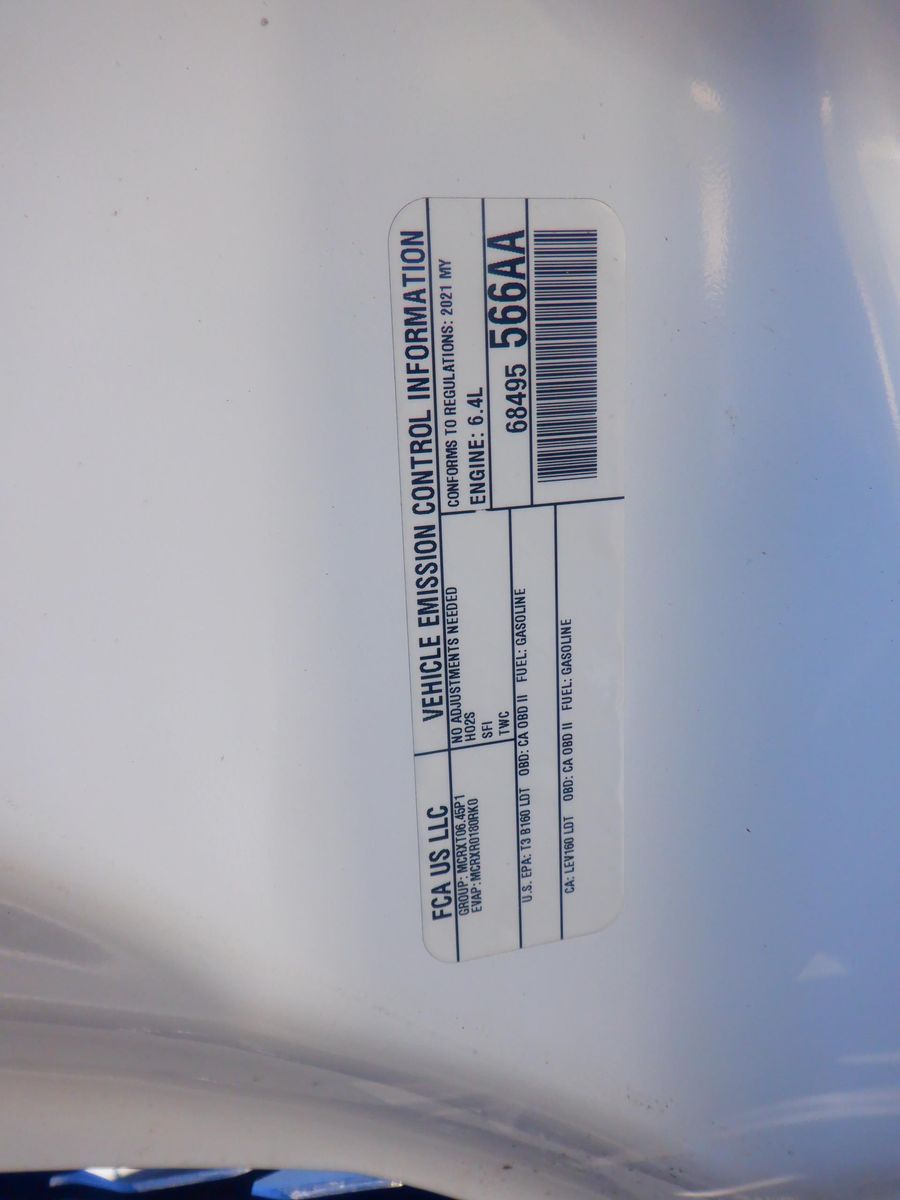 FCA US LLC
GROUP: MCRXT06.45P1
EVAP: MCRXR0180RK0
VEHICLE EMISSION CONTROL INFORMATION
NO ADJUSTMENTS NEEDED
HO2S
SFI
TWC
CONFORMS TO REGULATIONS: 2021 MY
ENGINE: 6.4L
68495 566AA
U.S. EPA: T3 B160 LDT OBD: CA OBD II FUEL: GASOLINE
CA: LEV160 LDT OBD: CA OBD II FUEL: GASOLINE